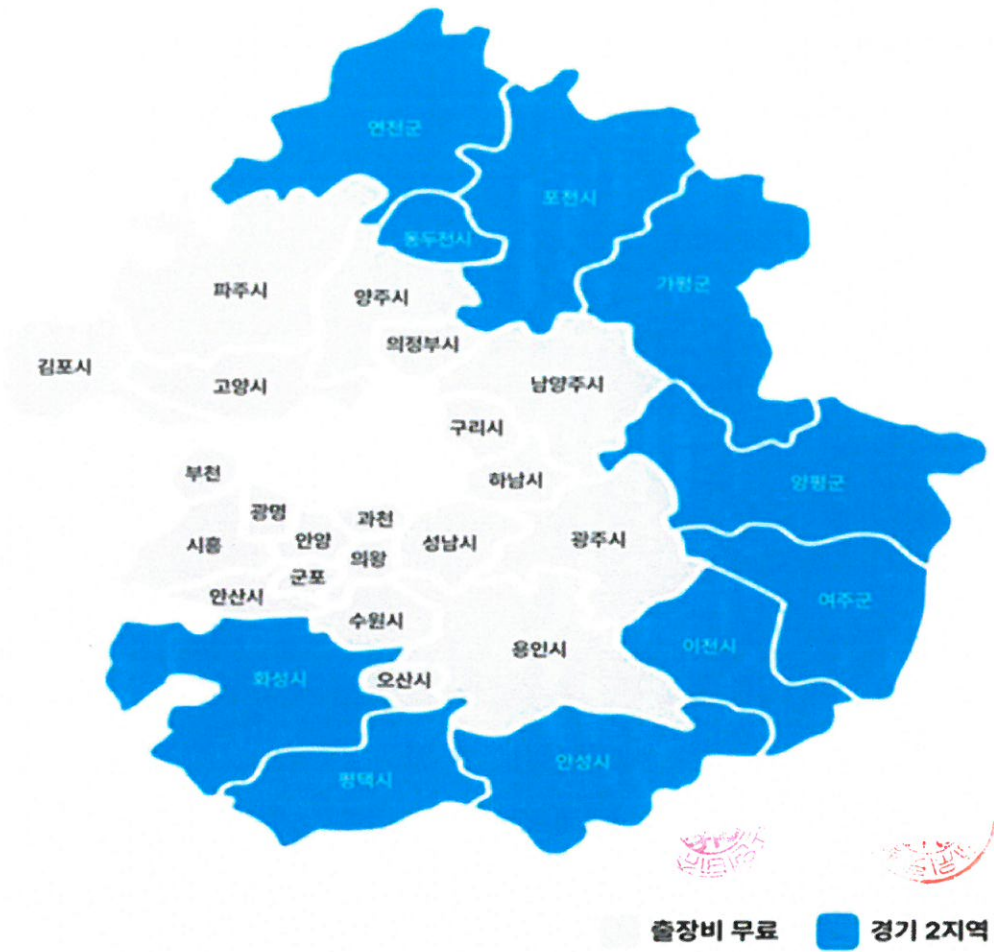 연천군
포천시
동두천시
가평군
파주시
양주시
의정부시
김포시
고양시
남양주시
구리시
부천
하남시
양평군
광명
과천
시흥
안양
성남시
광주시
의왕
군포
안산시
여주군
수원시
이천시
용인시
화성시
오산시
안성시
평택시
출장비 무료
경기 2지역